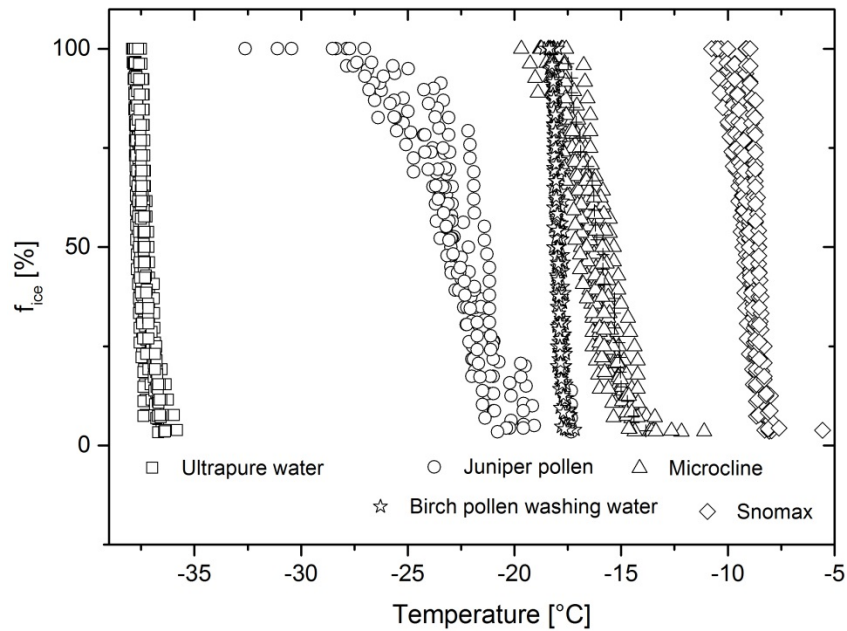 100
50
0
f_ice [%]
Ultrapure water
Juniper pollen
Microcline
Birch pollen washing water
Snomax
-35
-30
-25
-20
-15
-10
-5
Temperature [°C]